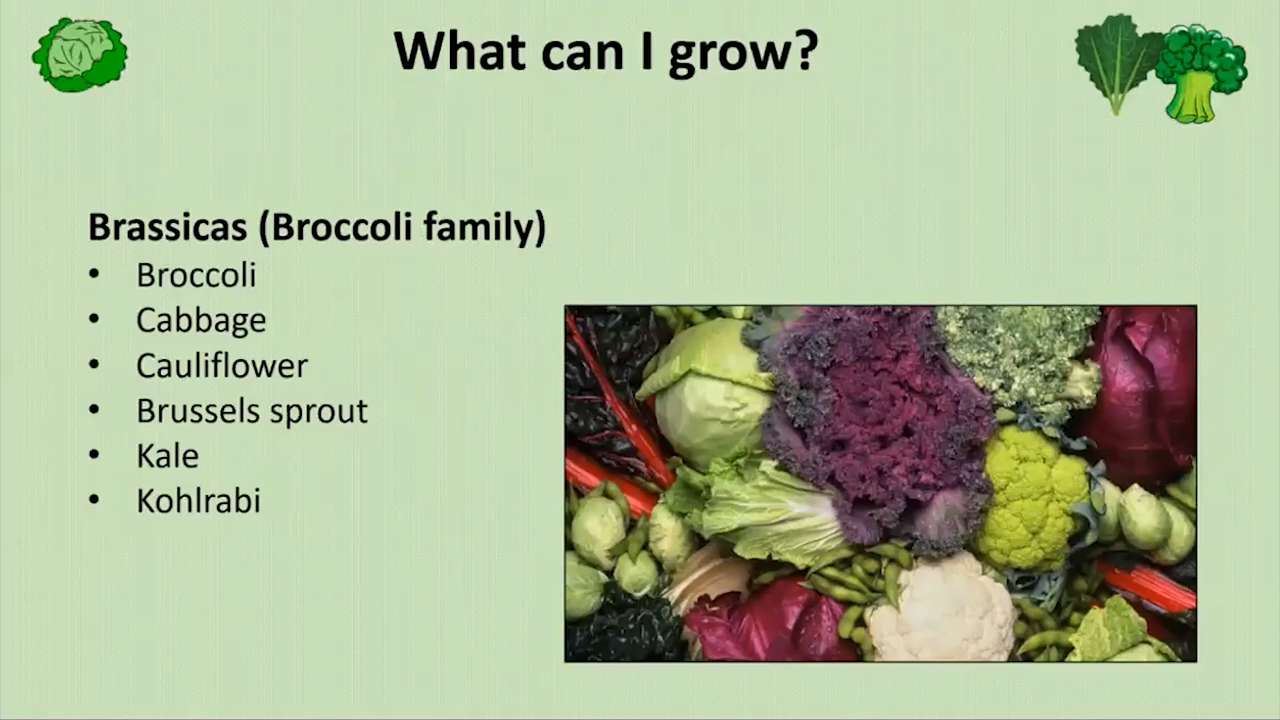 What can I grow?
Brassicas (Broccoli family)
• Broccoli
• Cabbage
• Cauliflower
• Brussels sprout
• Kale
• Kohlrabi